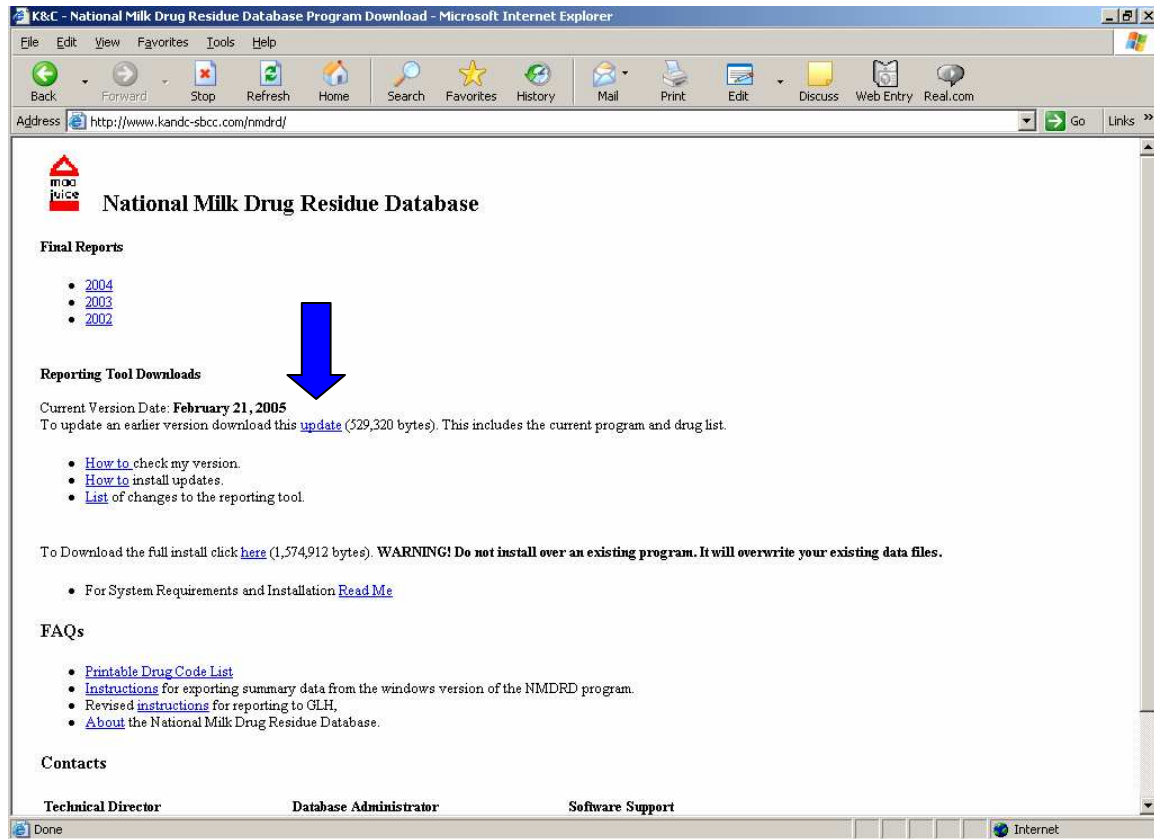 K&C - National Milk Drug Residue Database Program Download - Microsoft Internet Explorer
File Edit View Favorites Tools Help
Back Forward Stop Refresh Home Search Favorites History Mail Print Edit Discuss Web Entry Real.com
Address http://www.kandc-sbcc.com/nmdrd/ Go Links »
moo
juice
National Milk Drug Residue Database
Final Reports
• 2004
• 2003
• 2002
Reporting Tool Downloads
Current Version Date: February 21, 2005
To update an earlier version download this update (529,320 bytes). This includes the current program and drug list.
• How to check my version.
• How to install updates.
• List of changes to the reporting tool.
To Download the full install click here (1,574,912 bytes). WARNING! Do not install over an existing program. It will overwrite your existing data files.
• For System Requirements and Installation Read Me
FAQs
• Printable Drug Code List
• Instructions for exporting summary data from the windows version of the NMDRD program.
• Revised instructions for reporting to GLH,
• About the National Milk Drug Residue Database.
Contacts
Technical Director Database Administrator Software Support
Done Internet